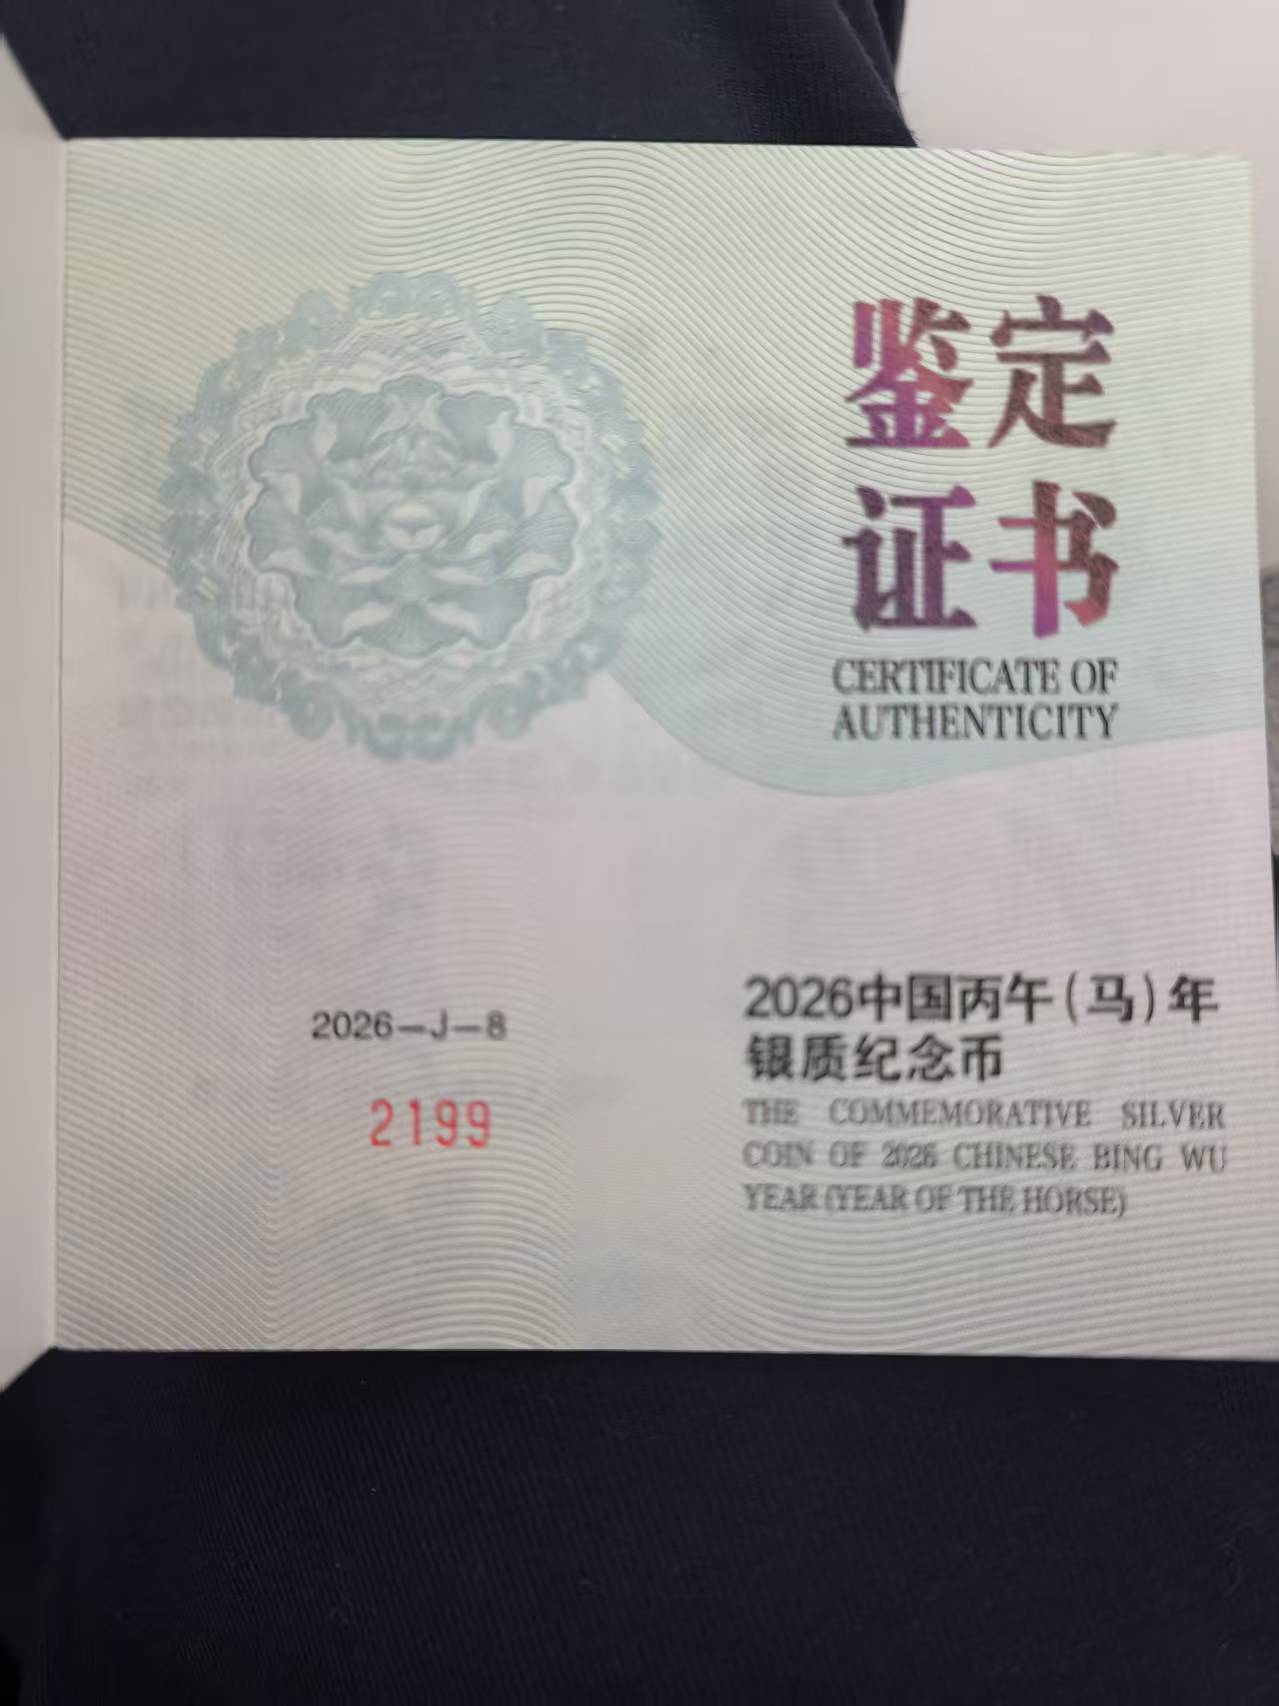 鉴定
证书
CERTIFICATE OF
AUTHENTICITY
2026-J-8
2199
2026中国丙午(马)年
银质纪念币
THE COMMEMORATIVE SILVER
COIN OF 2026 CHINESE BING WU
YEAR (YEAR OF THE HORSE)